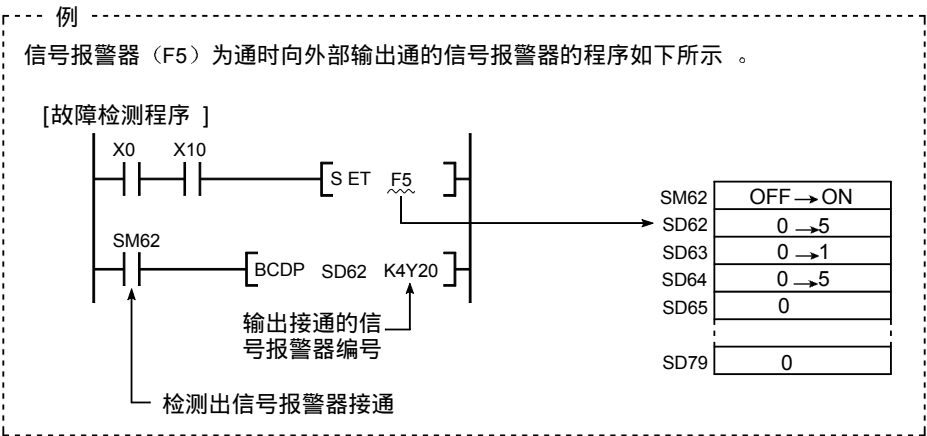 例
信号报警器（F5）为通时向外部输出通的信号报警器的程序如下所示 。
[故障检测程序 ]
X0 X10
S ET F5
SM62
BCDP SD62 K4Y20
输出接通的信
号报警器编号
检测出信号报警器接通
SM62 OFF→ON
SD62 0→5
SD63 0→1
SD64 0→5
SD65 0
SD79 0